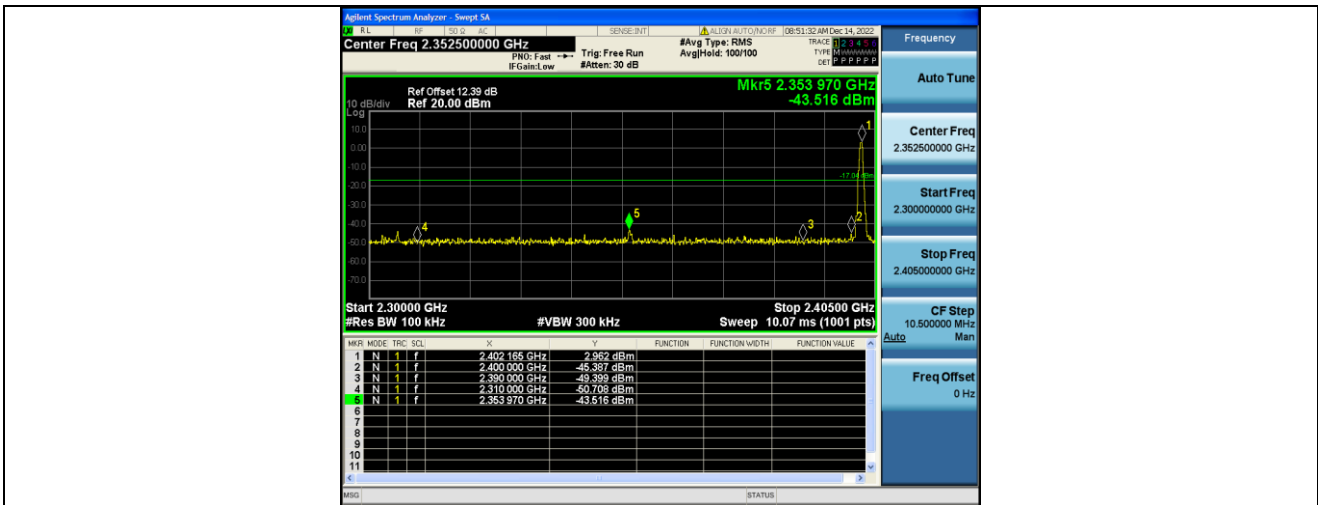 Agilent Spectrum Analyzer - Swept SA
RL RF 50 Ω AC SENSE:INT ALIGN AUTO/NO RF 08:51:32 AM Dec 14, 2022
Center Freq 2.352500000 GHz
PNO: Fast
IFGain:Low
Trig: Free Run
#Atten: 30 dB
#Avg Type: RMS
Avg|Hold: 100/100
TRACE 1 2 3 4 5 6
TYPE
DET P P P P P P
Ref Offset 12.39 dB
10 dB/div Ref 20.00 dBm
Log
Mkr5 2.353 970 GHz
-43.516 dBm
10.0
0.00
-10.0
-20.0
-30.0
-40.0
-50.0
-60.0
-70.0
-17.04 dBm
1
2
3
4
5
Start 2.30000 GHz Stop 2.40500 GHz
#Res BW 100 kHz #VBW 300 kHz Sweep 10.07 ms (1001 pts)
MKR MODE TRC SCL X Y FUNCTION FUNCTION WIDTH FUNCTION VALUE
1 N 1 f 2.402 165 GHz 2.962 dBm
2 N 1 f 2.400 000 GHz -45.387 dBm
3 N 1 f 2.390 000 GHz -49.399 dBm
4 N 1 f 2.310 000 GHz -50.708 dBm
5 N 1 f 2.353 970 GHz -43.516 dBm
6
7
8
9
10
11
MSG STATUS
Frequency
Auto Tune
Center Freq
2.352500000 GHz
Start Freq
2.300000000 GHz
Stop Freq
2.405000000 GHz
CF Step
10.500000 MHz
Auto Man
Freq Offset
0 Hz